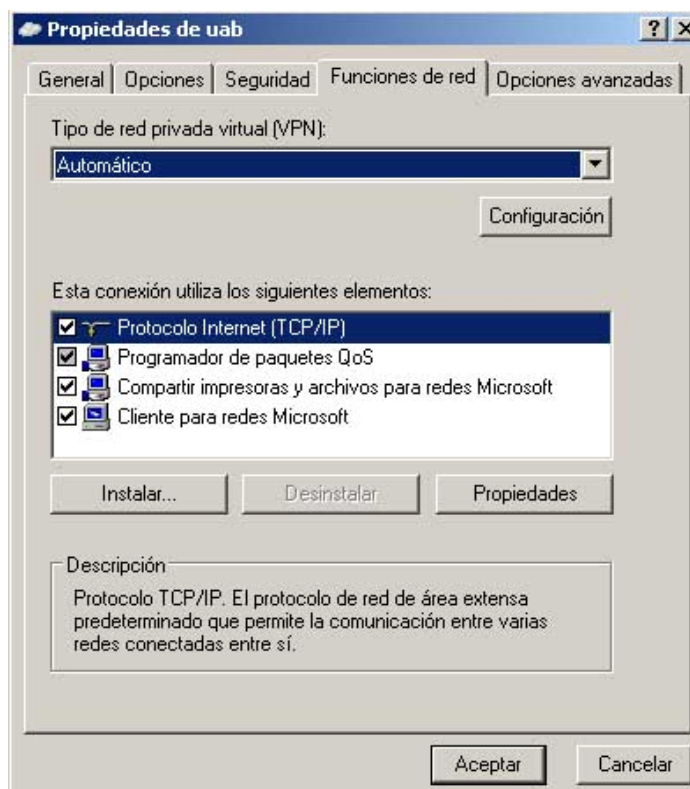 Propiedades de uab
General Opciones Seguridad Funciones de red Opciones avanzadas
Tipo de red privada virtual (VPN):
Automático
Configuración
Esta conexión utiliza los siguientes elementos:
Protocolo Internet (TCP/IP)
Programador de paquetes QoS
Compartir impresoras y archivos para redes Microsoft
Cliente para redes Microsoft
Instalar... Desinstalar Propiedades
Descripción
Protocolo TCP/IP. El protocolo de red de área extensa
predeterminado que permite la comunicación entre varias
redes conectadas entre sí.
Aceptar Cancelar